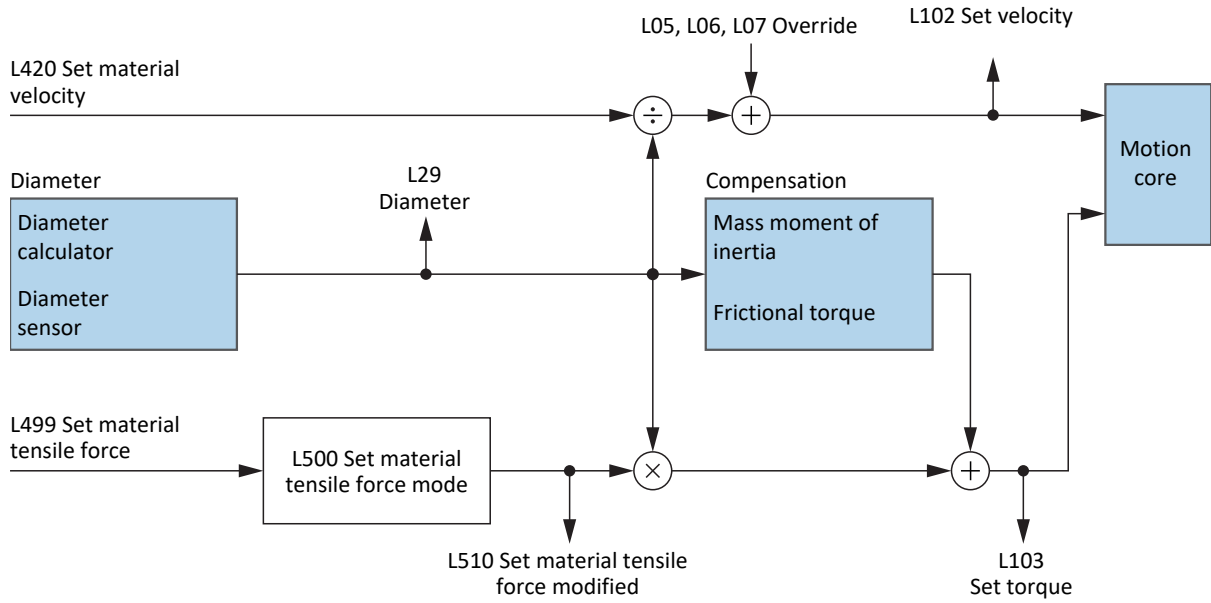 L05, L06, L07 Override
L102 Set velocity
L420 Set material
velocity
÷
+
Motion
core
Diameter
L29
Diameter
Compensation
Diameter
calculator
Diameter
sensor
Mass moment of
inertia
Frictional torque
L499 Set material
tensile force
L500 Set material
tensile force mode
×
+
L510 Set material tensile
force modified
L103
Set torque